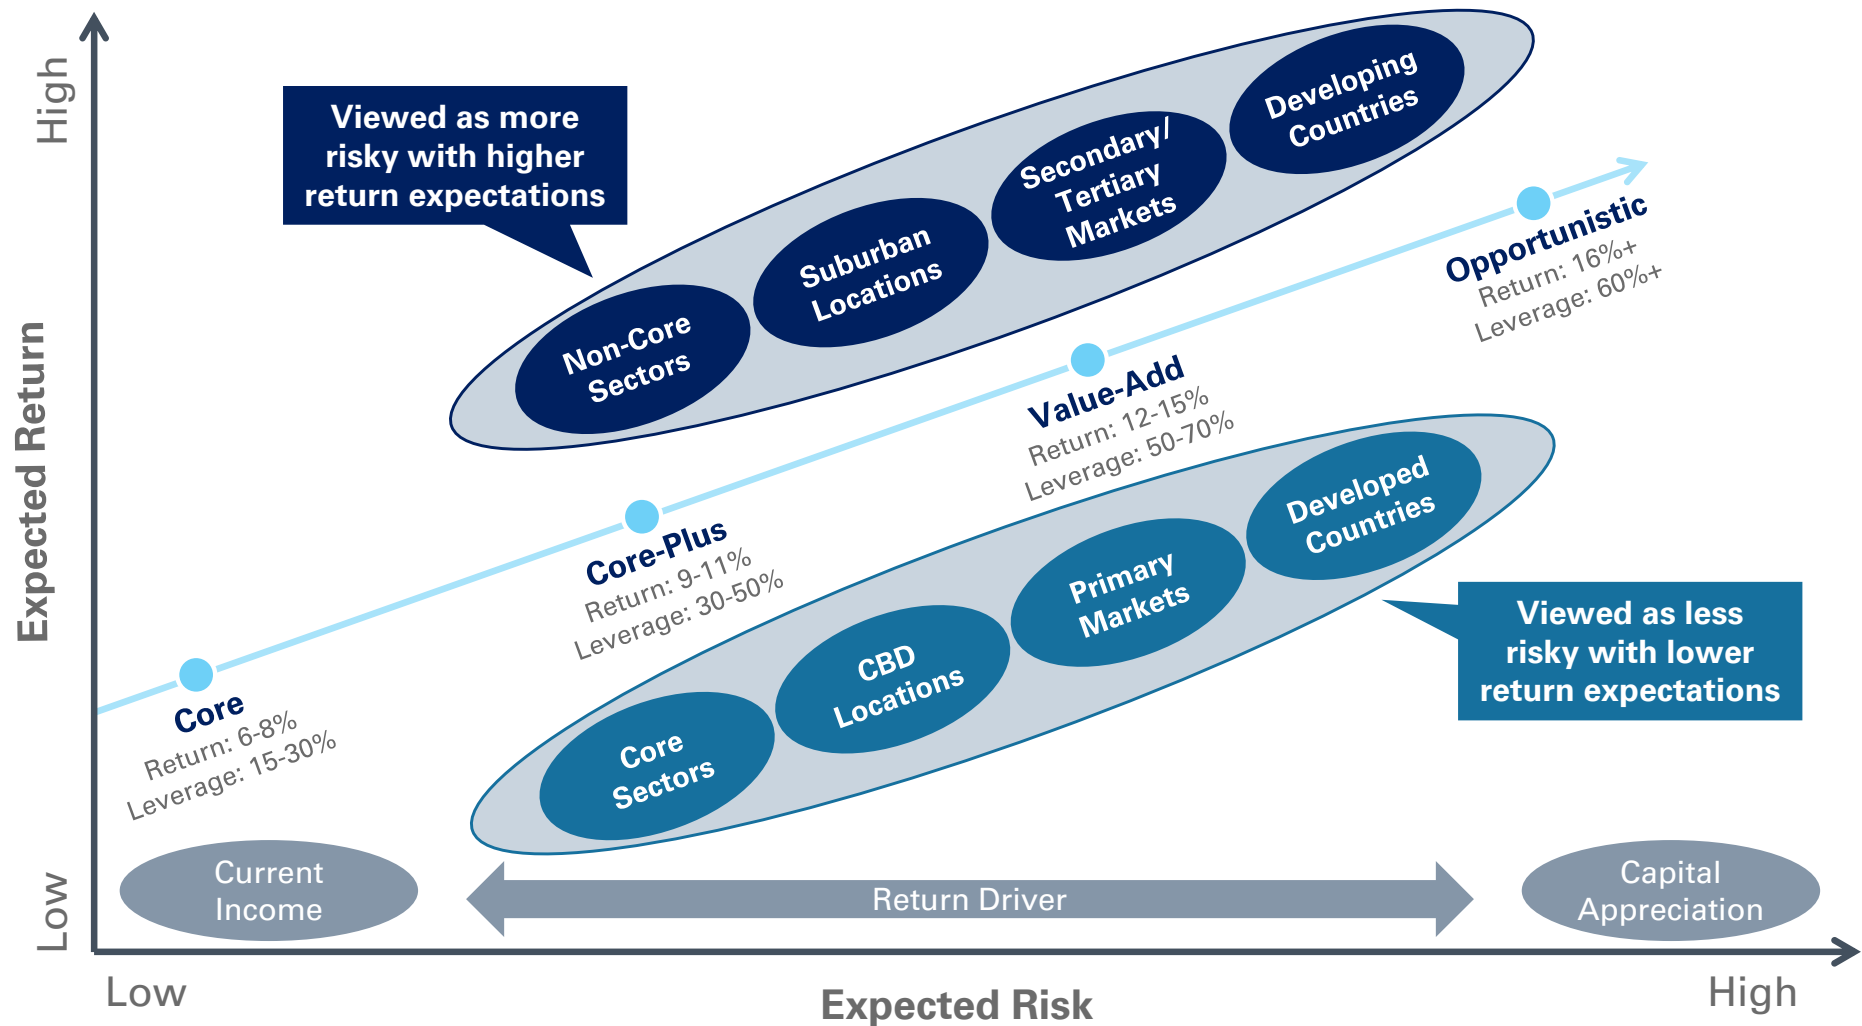 High
Expected Return
Low
Viewed as more
risky with higher
return expectations
Non-Core
Sectors
Suburban
Locations
Secondary/
Tertiary
Markets
Developing
Countries
Core
Return: 6-8%
Leverage: 15-30%
Core-Plus
Return: 9-11%
Leverage: 30-50%
Value-Add
Return: 12-15%
Leverage: 50-70%
Opportunistic
Return: 16%+
Leverage: 60%+
Core
Sectors
CBD
Locations
Primary
Markets
Developed
Countries
Viewed as less
risky with lower
return expectations
Current
Income
Return Driver
Capital
Appreciation
Low
Expected Risk
High